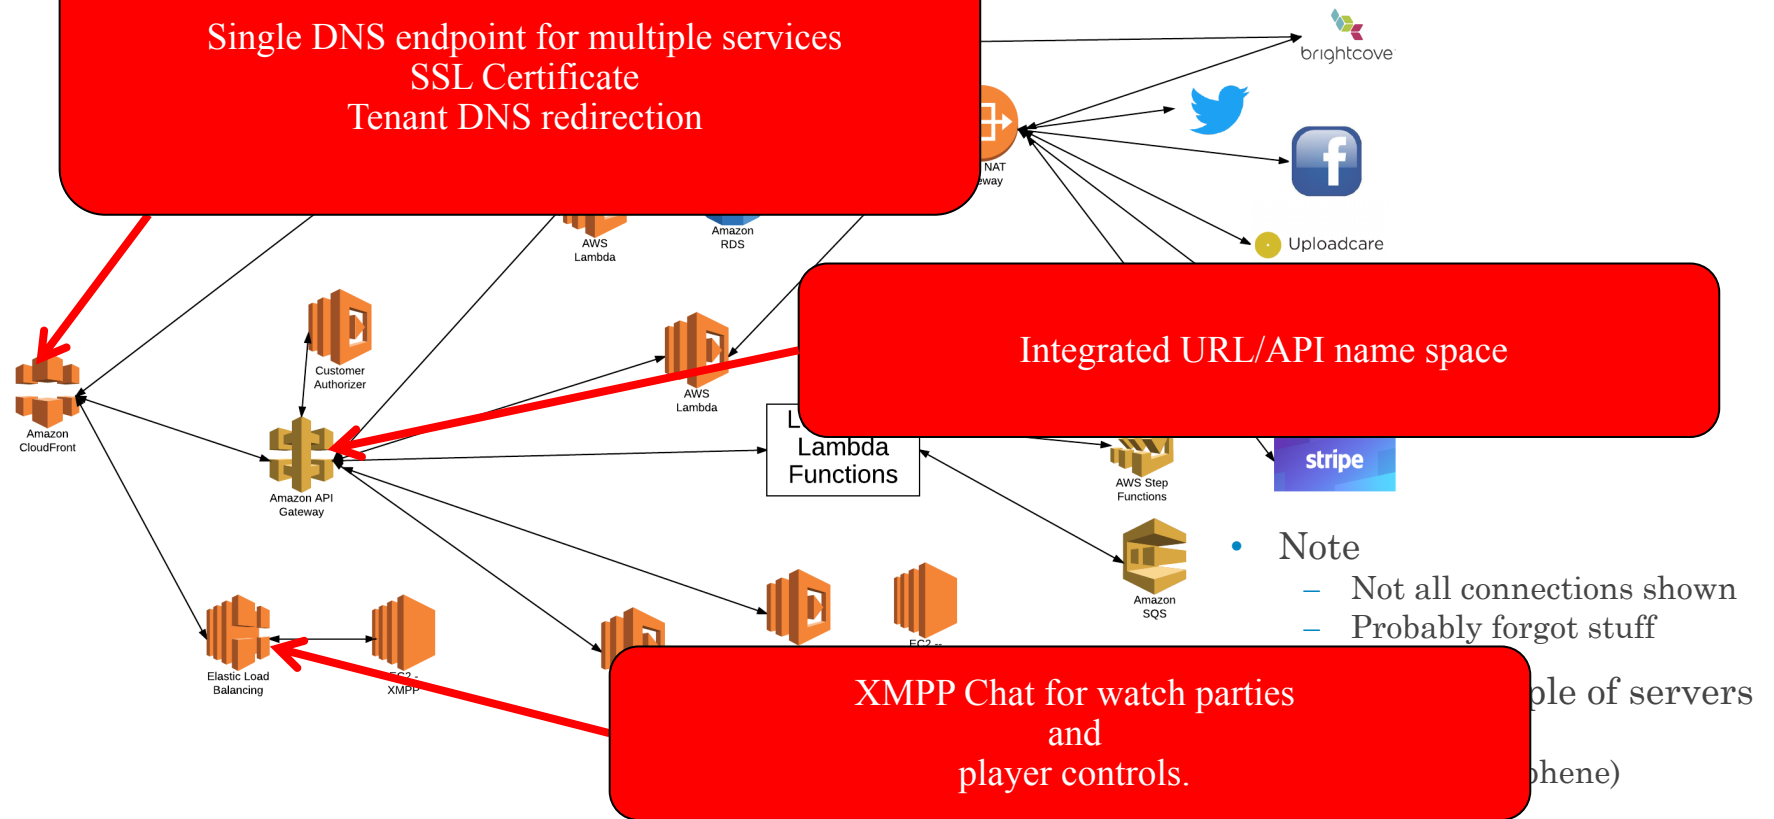 Single DNS endpoint for multiple services
SSL Certificate
Tenant DNS redirection
brightcove
NAT
Uploadcare
AWS
Lambda
Amazon
RDS
Customer
Authorizer
Integrated URL/API name space
AWS
Lambda
Amazon
CloudFront
Lambda
Functions
Amazon API
Gateway
AWS Step
Functions
stripe
Amazon
SQS
• Note
– Not all connections shown
– Probably forgot stuff
Elastic Load
Balancing
EC2 -
XMPP
EC2 --
XMPP Chat for watch parties
and
player controls.
of servers